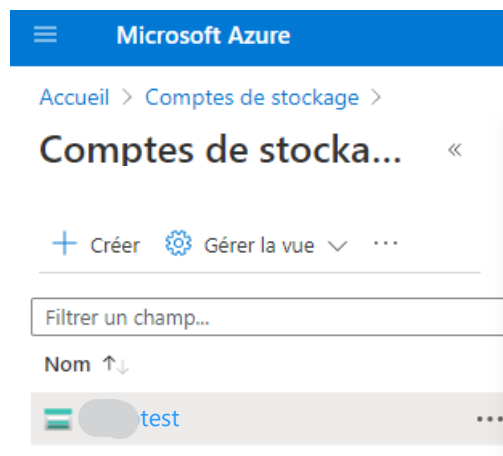 Microsoft Azure
Accueil > Comptes de stockage >
Comptes de stocka... «
+ Créer Gérer la vue ...
Filtrer un champ...
Nom ↑↓
test ...